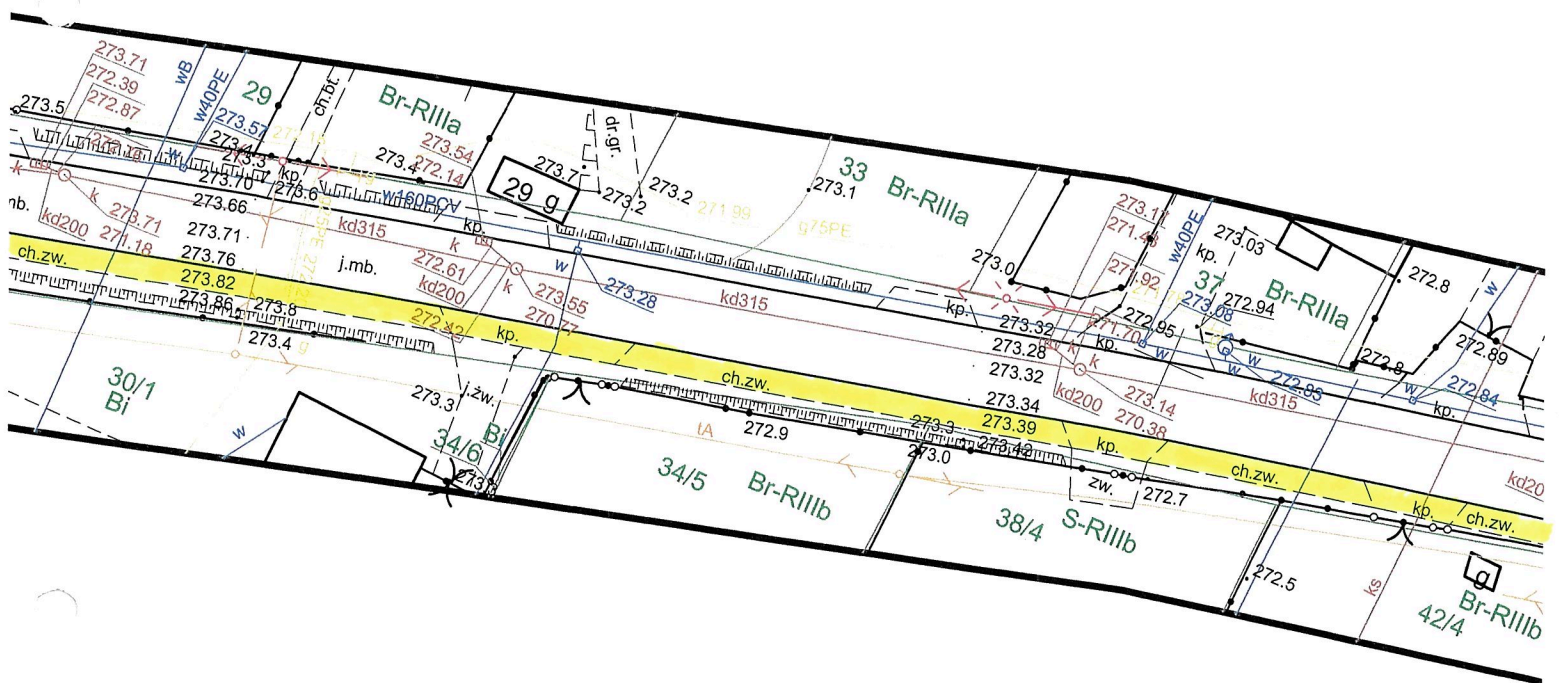 273.71
272.39
272.87
273.5
wB
w40PE
29
ch.bt.
Br-RIIIa
273.57
273.3
273.70
273.66
kp.
273.6
273.4
273.54
272.14
w160PCV
29 g
273.7
dr.gr.
273.2
273.2
271.99
g75PE
273.1
33 Br-RIIIa
273.0
w40PE
kp.
273.03
37
272.94
Br-RIIIa
273.08
272.8
w
272.89
k
k
kd200
273.71
271.18
273.71
273.76
273.82
273.86
273.8
273.4
g
j.mb.
kd315
k
kp.
272.61
kd200
k
w
273.55
270.77
273.28
kd315
kp.
273.32
273.28
273.32
271.92
271.70
272.95
kp.
k
k
w
w
w
kd200
273.14
270.38
kd315
272.8
w
272.84
kp.
ch.zw.
kp.
ch.zw.
273.34
273.39
kp.
ch.zw.
kp.
ch.zw.
30/1
Bi
w
273.3
j.żw.
Bi
34/6
tA
272.9
34/5 Br-RIIIb
273.3
273.42
273.0
zw.
272.7
38/4 S-RIIIb
272.5
ks
kd20
g
Br-RIIIb
42/4